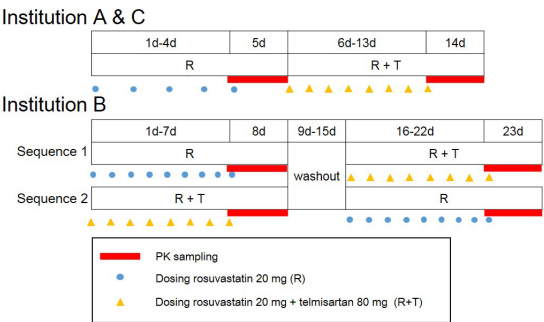 Institution A & C
1d-4d 5d 6d-13d 14d
R R + T
Institution B
1d-7d 8d 9d-15d 16-22d 23d
Sequence 1 R R + T
washout
Sequence 2 R + T R
PK sampling
Dosing rosuvastatin 20 mg (R)
Dosing rosuvastatin 20 mg + telmisartan 80 mg (R+T)